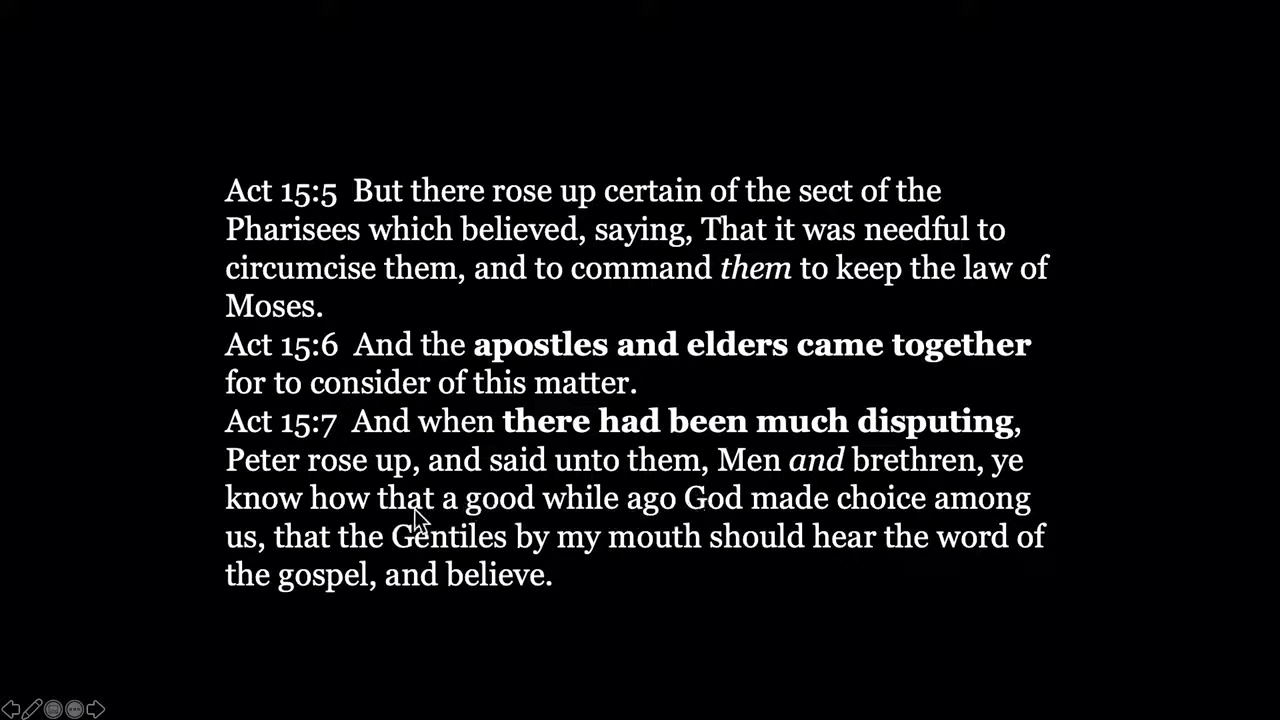 Act 15:5  But there rose up certain of the sect of the
Pharisees which believed, saying, That it was needful to
circumcise them, and to command them to keep the law of
Moses.
Act 15:6  And the apostles and elders came together
for to consider of this matter.
Act 15:7  And when there had been much disputing,
Peter rose up, and said unto them, Men and brethren, ye
know how that a good while ago God made choice among
us, that the Gentiles by my mouth should hear the word of
the gospel, and believe.